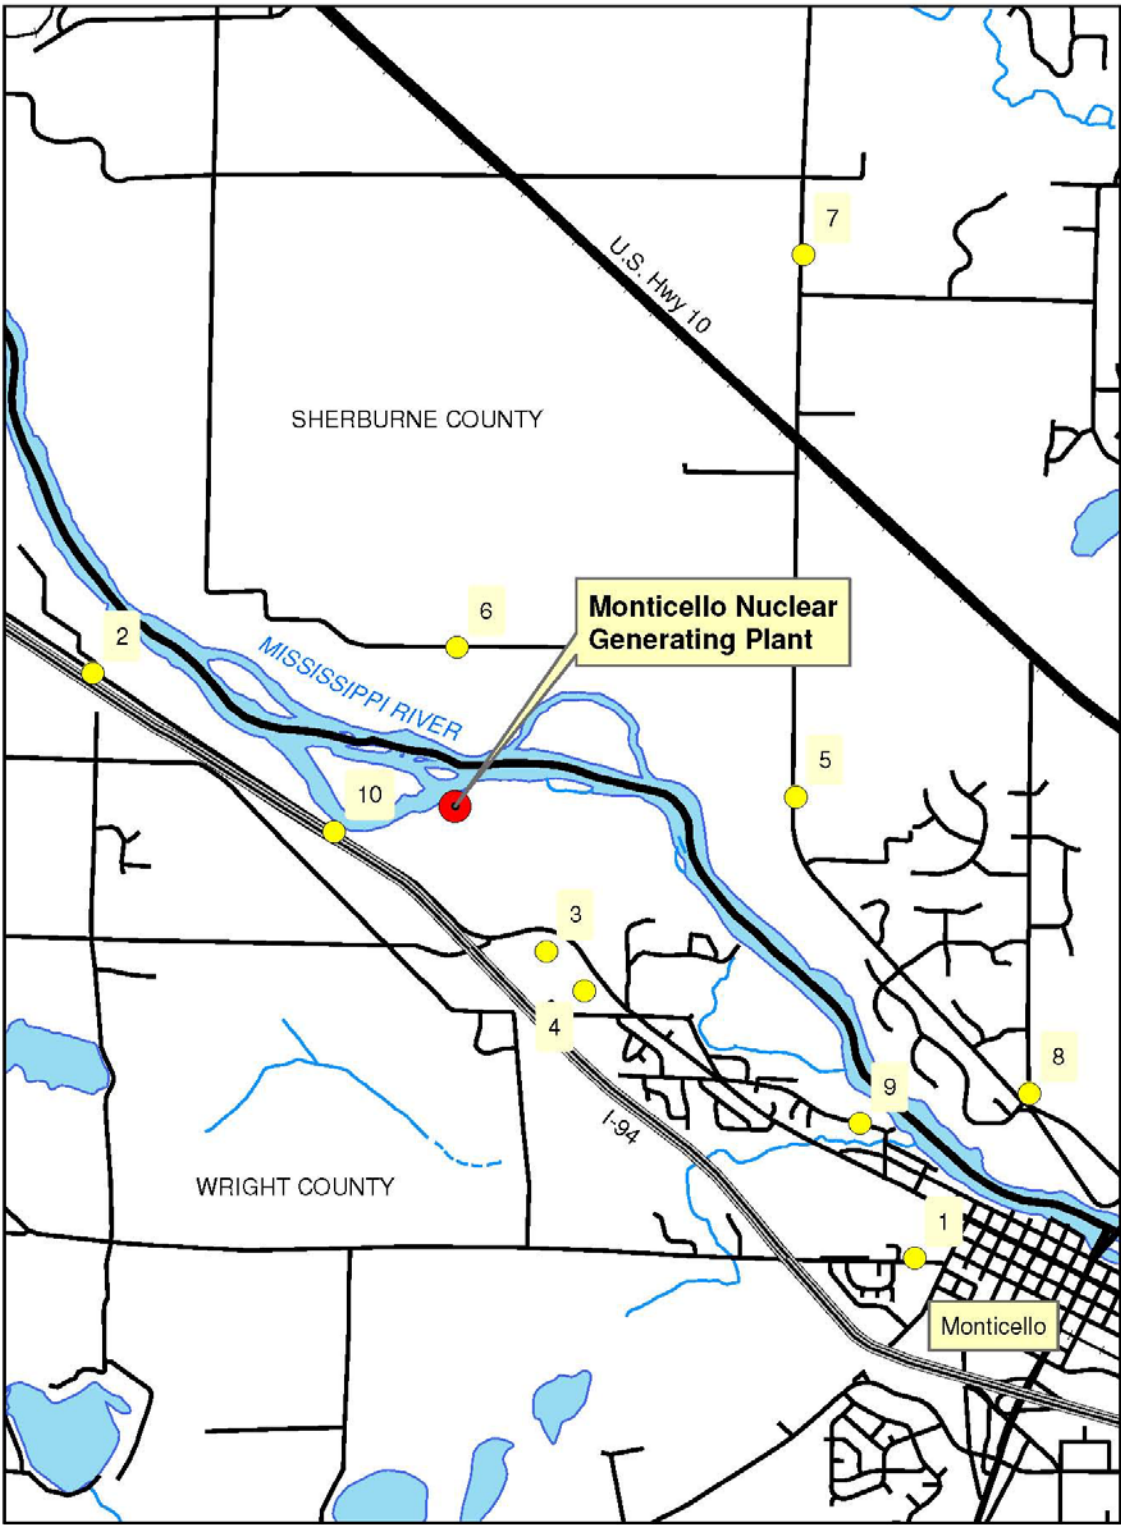 7
U.S. Hwy 10
SHERBURNE COUNTY
Monticello Nuclear
Generating Plant
6
2
MISSISSIPPI RIVER
5
10
3
4
8
9
I-94
WRIGHT COUNTY
1
Monticello